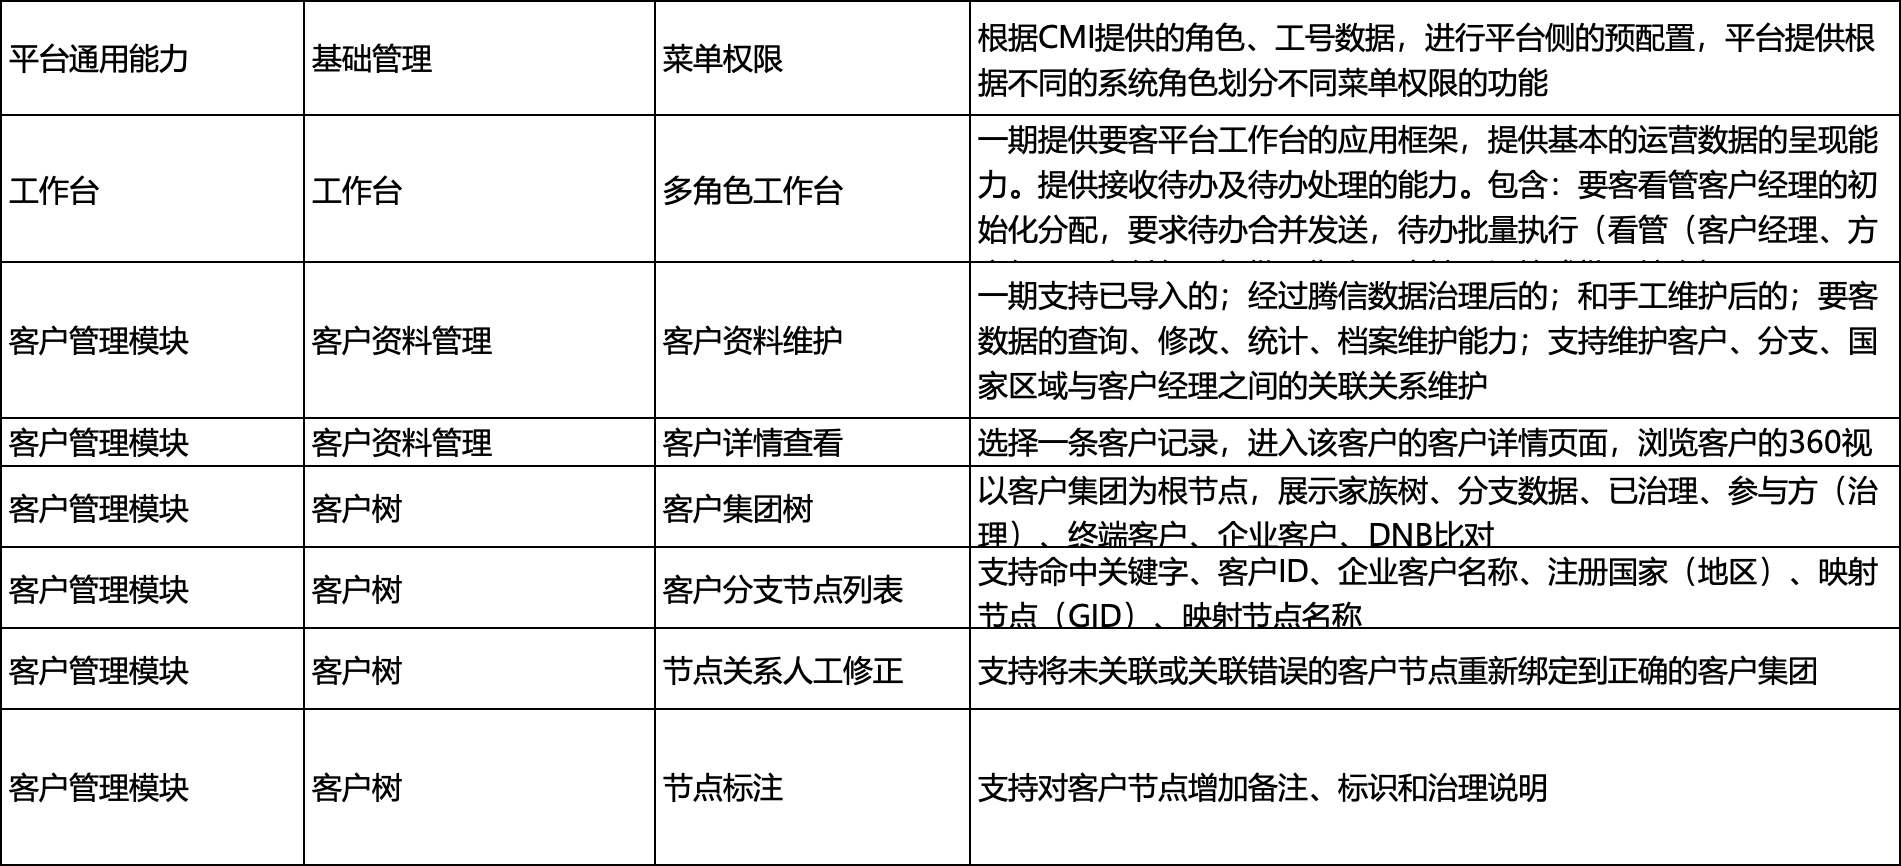 平台通用能力
基础管理
菜单权限
根据CMI提供的角色、工号数据，进行平台侧的预配置，平台提供根
据不同的系统角色划分不同菜单权限的功能
工作台
工作台
多角色工作台
一期提供要客平台工作台的应用框架，提供基本的运营数据的呈现能
力。提供接收待办及待办处理的能力。包含：要客看管客户经理的初
始化分配，要求待办合并发送，待办批量执行（看管（客户经理、方
客户管理模块
客户资料管理
客户资料维护
一期支持已导入的；经过腾信数据治理后的；和手工维护后的；要客
数据的查询、修改、统计、档案维护能力；支持维护客户、分支、国
家区域与客户经理之间的关联关系维护
客户管理模块
客户资料管理
客户详情查看
选择一条客户记录，进入该客户的客户详情页面，浏览客户的360视
客户管理模块
客户树
客户集团树
以客户集团为根节点，展示家族树、分支数据、已治理、参与方（治
理）、终端客户、企业客户、DNB比对
客户管理模块
客户树
客户分支节点列表
支持命中关键字、客户ID、企业客户名称、注册国家（地区）、映射
节点（GID）、映射节点名称
客户管理模块
客户树
节点关系人工修正
支持将未关联或关联错误的客户节点重新绑定到正确的客户集团
客户管理模块
客户树
节点标注
支持对客户节点增加备注、标识和治理说明